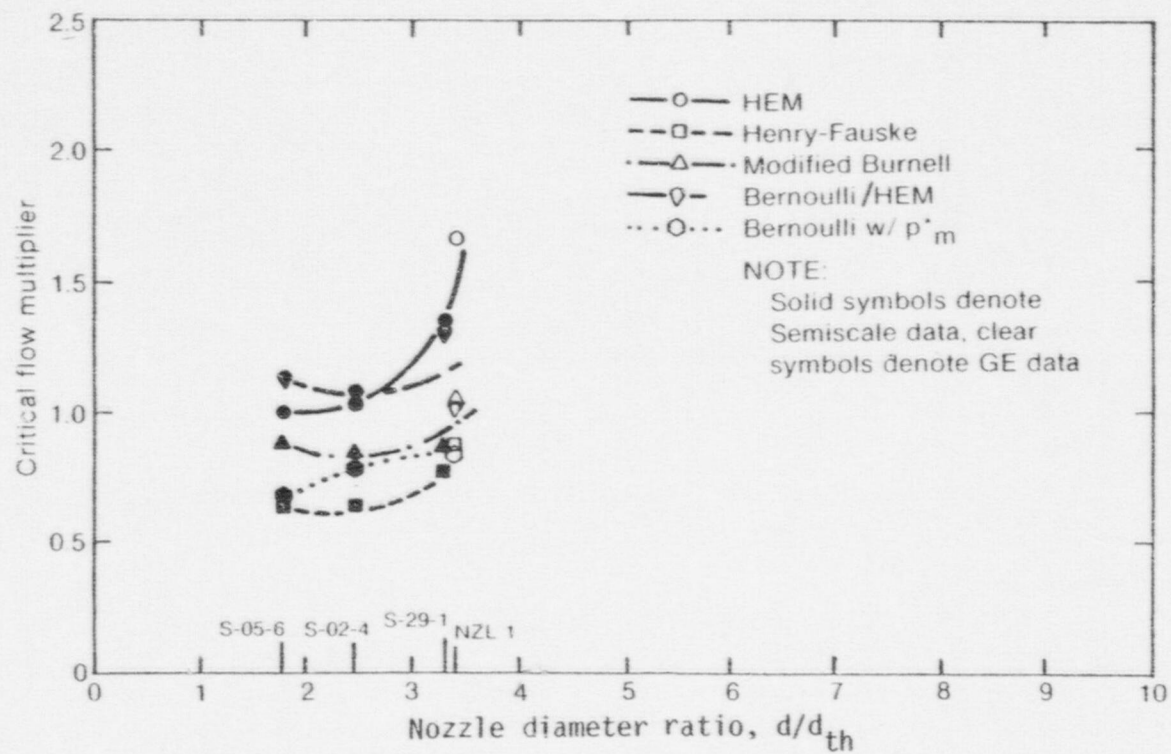 2.5
2.0
1.5
1.0
0 5
0
Critical flow multiplier
HEM
Henry-Fauske
Modified Burnell
Bernoulli/HEM
Bernoulli w/ p*m
NOTE:
Solid symbols denote
Semiscale data, clear
symbols denote GE data
S-05-6 S-02-4 S-29-1 NZL 1
0 1 2 3 4 5 6 7 8 9 10
Nozzle diameter ratio, d/dth